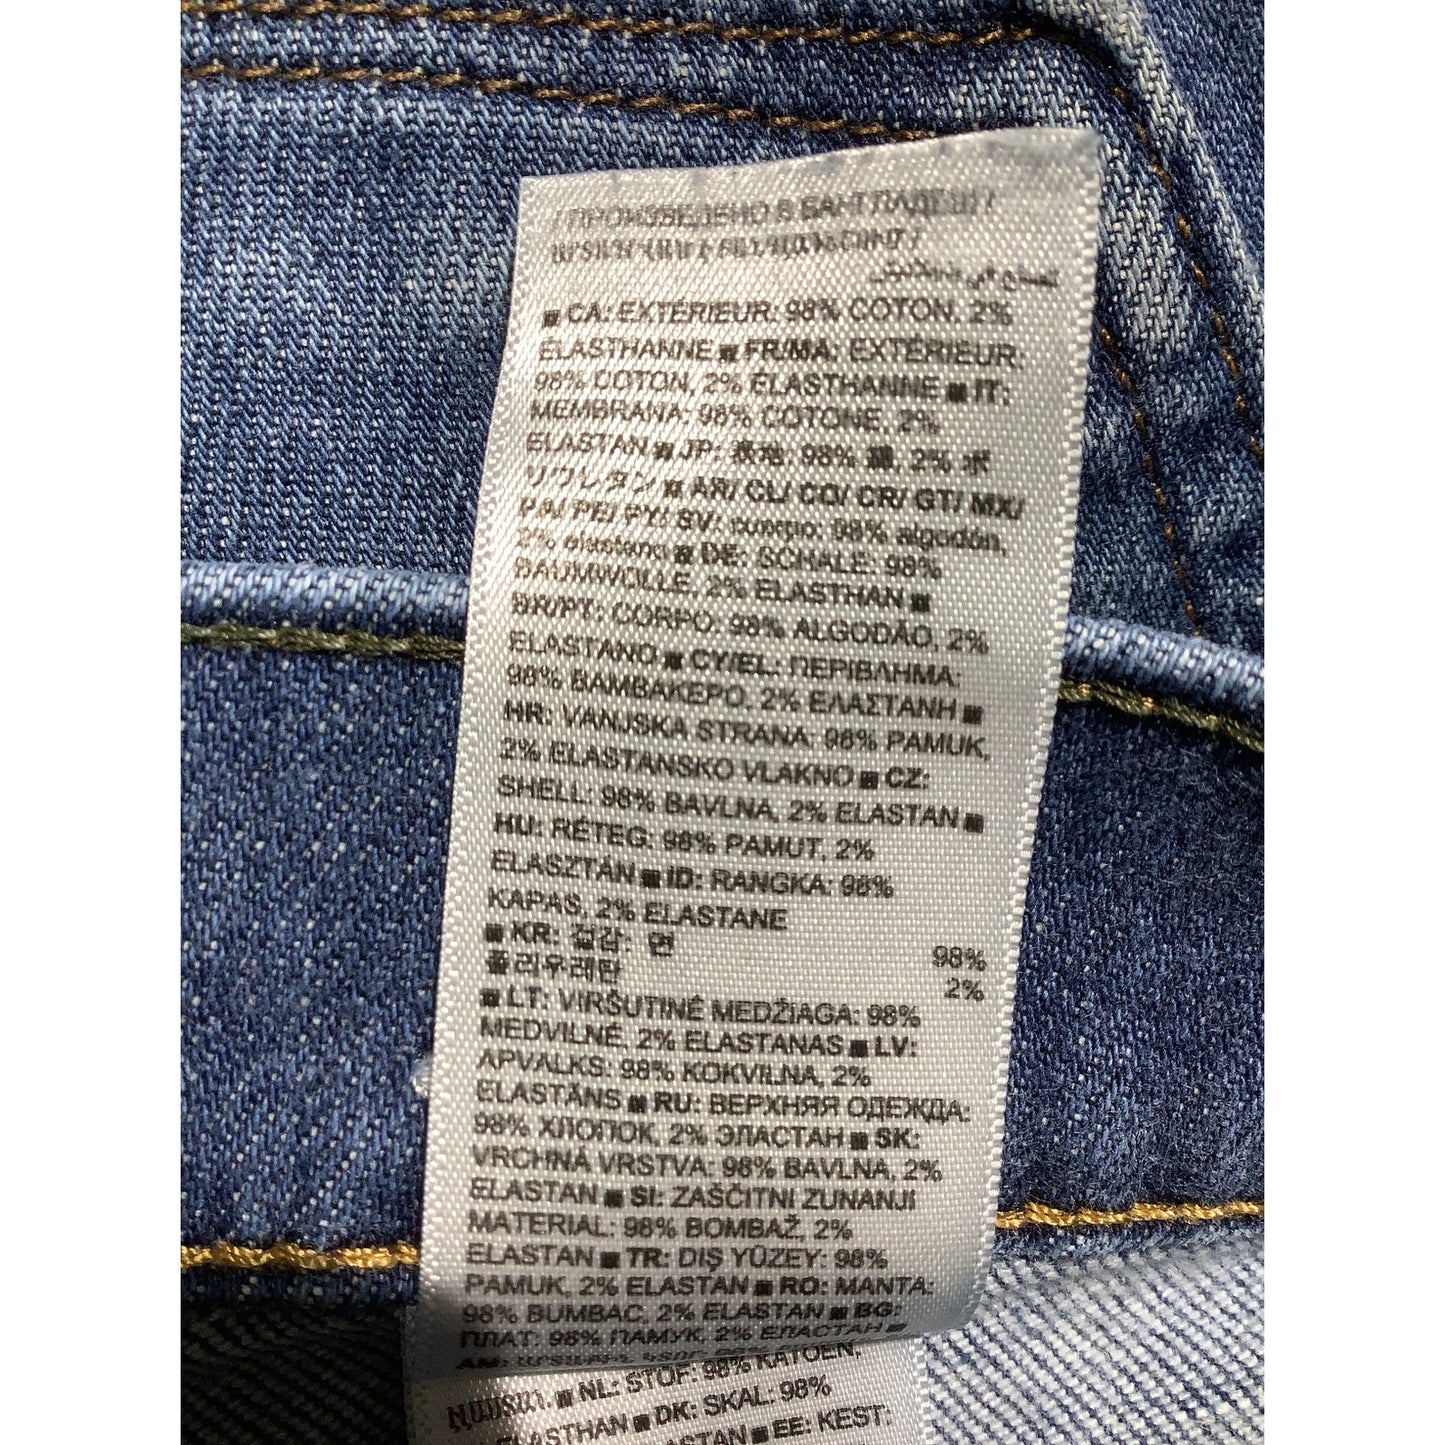 ПРОИЗВЕДЕНО В БАНГЛАДЕШ /
■ CA: EXTÉRIEUR: 98% COTON, 2%
ELASTHANNE ■ FR/MA: EXTÉRIEUR:
98% COTON, 2% ÉLASTHANNE ■ IT:
MEMBRANA: 98% COTONE, 2%
ELASTAN ■ JP: 表地: 98% 綿, 2% ポ
リウレタン ■ AR/ CL/ CO/ CR/ GT/ MX/
PA/ PE/ PY/ SV: cuerpo: 98% algodón,
2% elastano ■ DE: SCHALE: 98%
BAUMWOLLE, 2% ELASTHAN ■
BR/PT: CORPO: 98% ALGODÃO, 2%
ELASTANO ■ CY/EL: ΠΕΡΙΒΛΗΜΑ:
98% ΒΑΜΒΑΚΕΡΟ, 2% ΕΛΑΣΤΑΝΗ ■
HR: VANJSKA STRANA: 98% PAMUK,
2% ELASTANSKO VLAKNO ■ CZ:
SHELL: 98% BAVLNA, 2% ELASTAN ■
HU: RÉTEG: 98% PAMUT, 2%
ELASZTÁN ■ ID: RANGKA: 98%
KAPAS, 2% ELASTANE
■ KR: 겉감: 면 98%
폴리우레탄 2%
■ LT: VIRŠUTINĖ MEDŽIAGA: 98%
MEDVILNĖ, 2% ELASTANAS ■ LV:
APVALKS: 98% KOKVILNA, 2%
ELASTĀNS ■ RU: ВЕРХНЯЯ ОДЕЖДА:
98% ХЛОПОК, 2% ЭЛАСТАН ■ SK:
VRCHNÁ VRSTVA: 98% BAVLNA, 2%
ELASTAN ■ SI: ZAŠČITNI ZUNANJI
MATERIAL: 98% BOMBAŽ, 2%
ELASTAN ■ TR: DIŞ YÜZEY: 98%
PAMUK, 2% ELASTAN ■ RO: MANTA:
98% BUMBAC, 2% ELASTAN ■ BG:
ПЛАТ: 98% ПАМУК, 2% ЕЛАСТАН ■
AM:
■ NL: STOF: 98% KATOEN,
ELASTHAN ■ DK: SKAL: 98%
ELASTAN ■ EE: KEST: